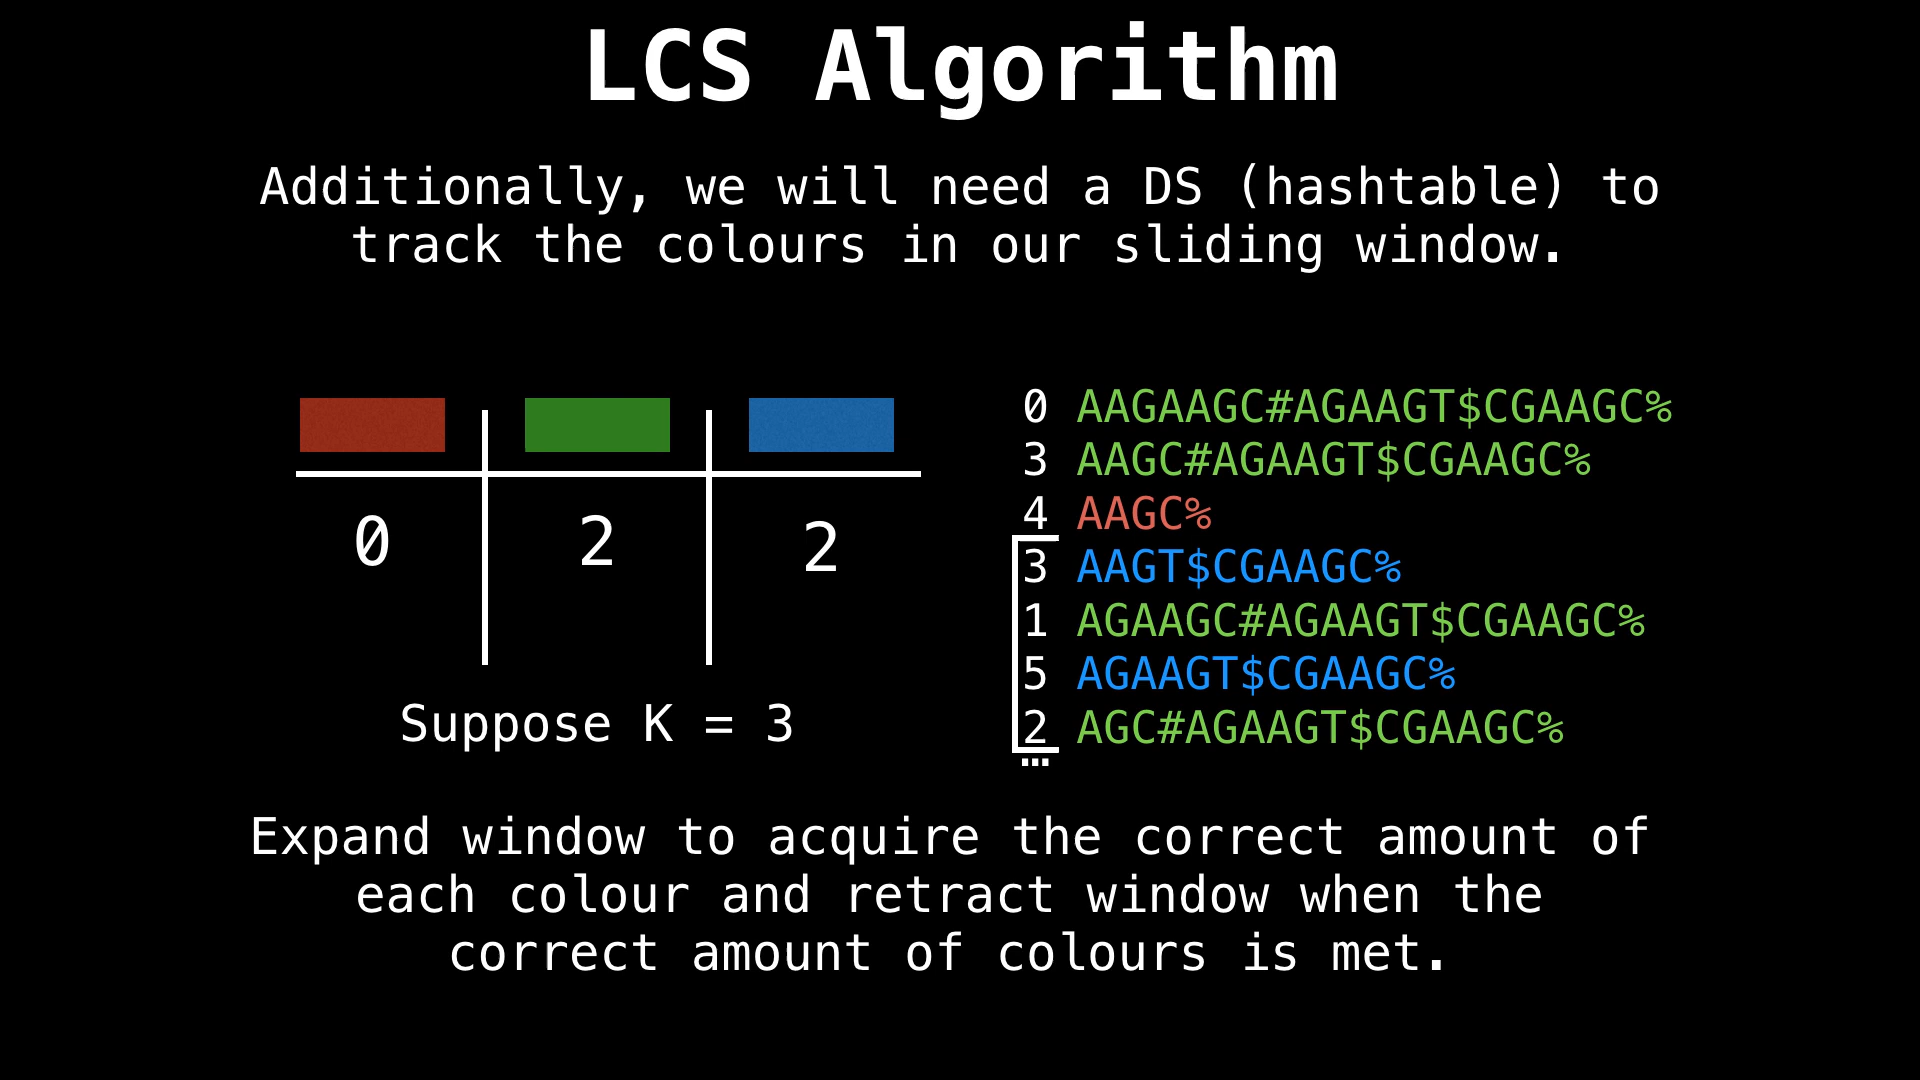 LCS Algorithm
Additionally, we will need a DS (hashtable) to
track the colours in our sliding window.
0 2 2
Suppose K = 3
0 AAGAAGC#AGAAGT$CGAAGC%
3 AAGC#AGAAGT$CGAAGC%
4 AAGC%
3 AAGT$CGAAGC%
1 AGAAGC#AGAAGT$CGAAGC%
5 AGAAGT$CGAAGC%
2 AGC#AGAAGT$CGAAGC%
…
Expand window to acquire the correct amount of
each colour and retract window when the
correct amount of colours is met.